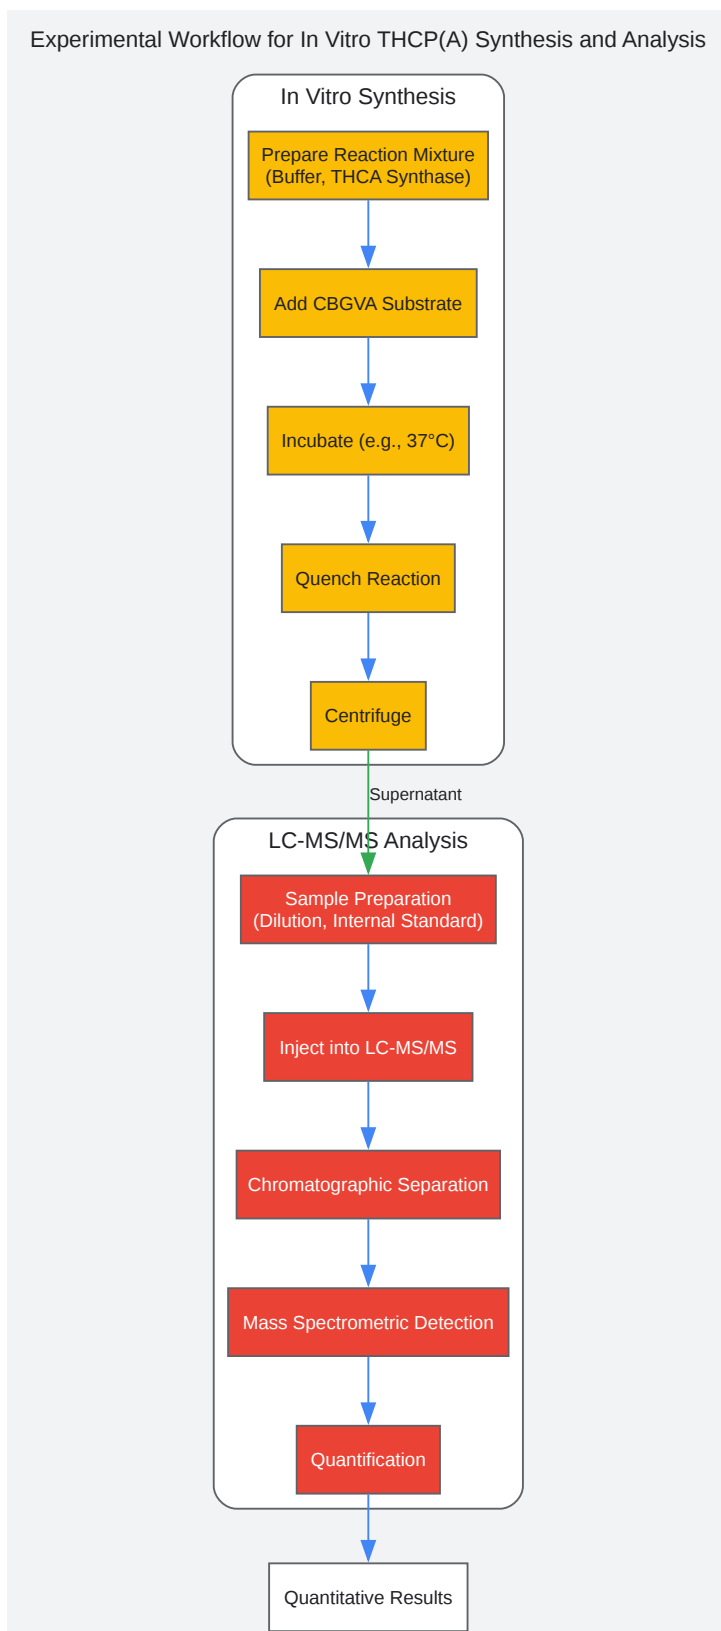 Experimental Workflow for In Vitro THCP(A) Synthesis and Analysis
In Vitro Synthesis
Prepare Reaction Mixture
(Buffer, THCA Synthase)
Add CBGVA Substrate
Incubate (e.g., 37°C)
Quench Reaction
Centrifuge
Supernatant
LC-MS/MS Analysis
Sample Preparation
(Dilution, Internal Standard)
Inject into LC-MS/MS
Chromatographic Separation
Mass Spectrometric Detection
Quantification
Quantitative Results